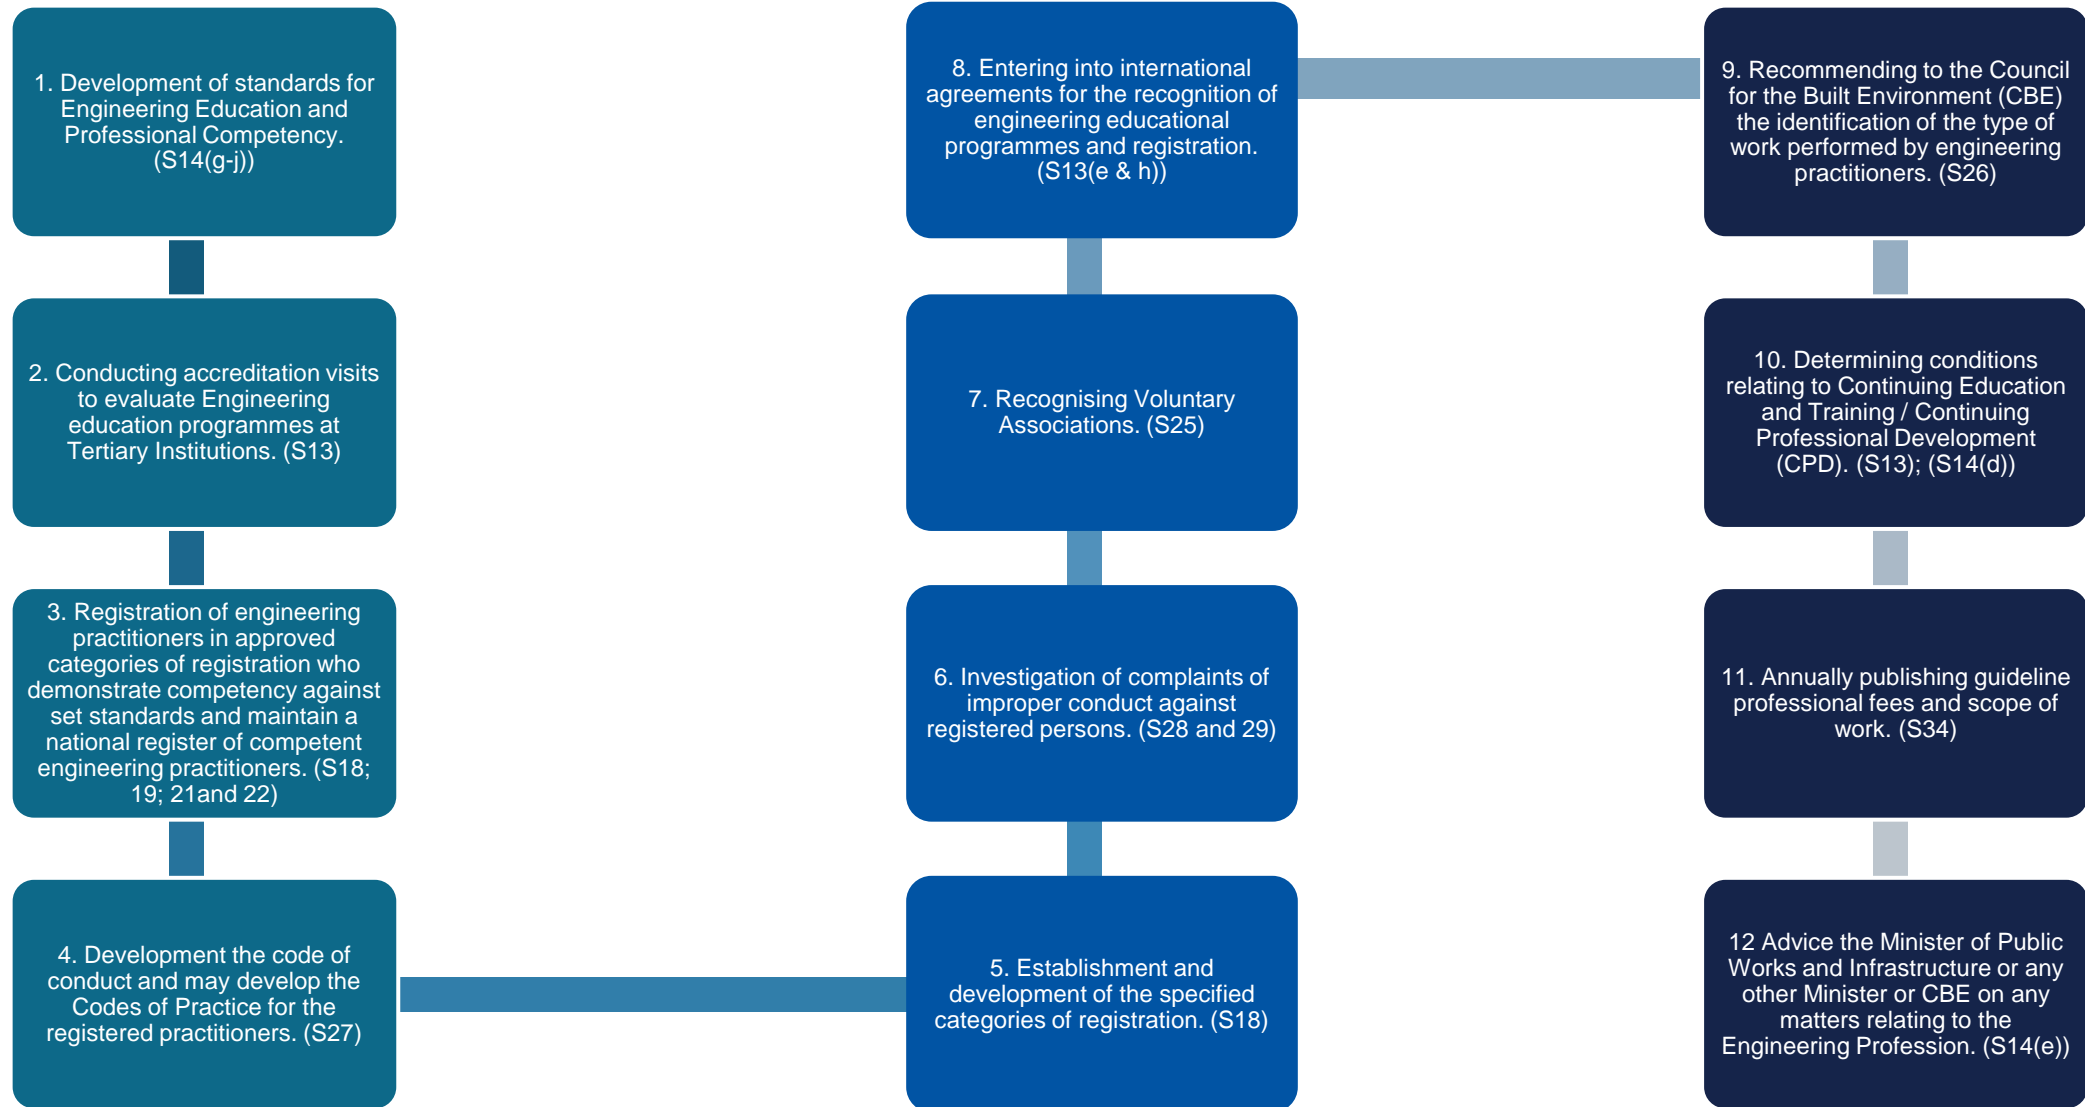 1. Development of standards for
Engineering Education and
Professional Competency.
(S14(g-j))
2. Conducting accreditation visits
to evaluate Engineering
education programmes at
Tertiary Institutions. (S13)
3. Registration of engineering
practitioners in approved
categories of registration who
demonstrate competency against
set standards and maintain a
national register of competent
engineering practitioners. (S18;
19; 21and 22)
4. Development the code of
conduct and may develop the
Codes of Practice for the
registered practitioners. (S27)
5. Establishment and
development of the specified
categories of registration. (S18)
6. Investigation of complaints of
improper conduct against
registered persons. (S28 and 29)
7. Recognising Voluntary
Associations. (S25)
8. Entering into international
agreements for the recognition of
engineering educational
programmes and registration.
(S13(e & h))
9. Recommending to the Council
for the Built Environment (CBE)
the identification of the type of
work performed by engineering
practitioners. (S26)
10. Determining conditions
relating to Continuing Education
and Training / Continuing
Professional Development
(CPD). (S13); (S14(d))
11. Annually publishing guideline
professional fees and scope of
work. (S34)
12 Advice the Minister of Public
Works and Infrastructure or any
other Minister or CBE on any
matters relating to the
Engineering Profession. (S14(e))